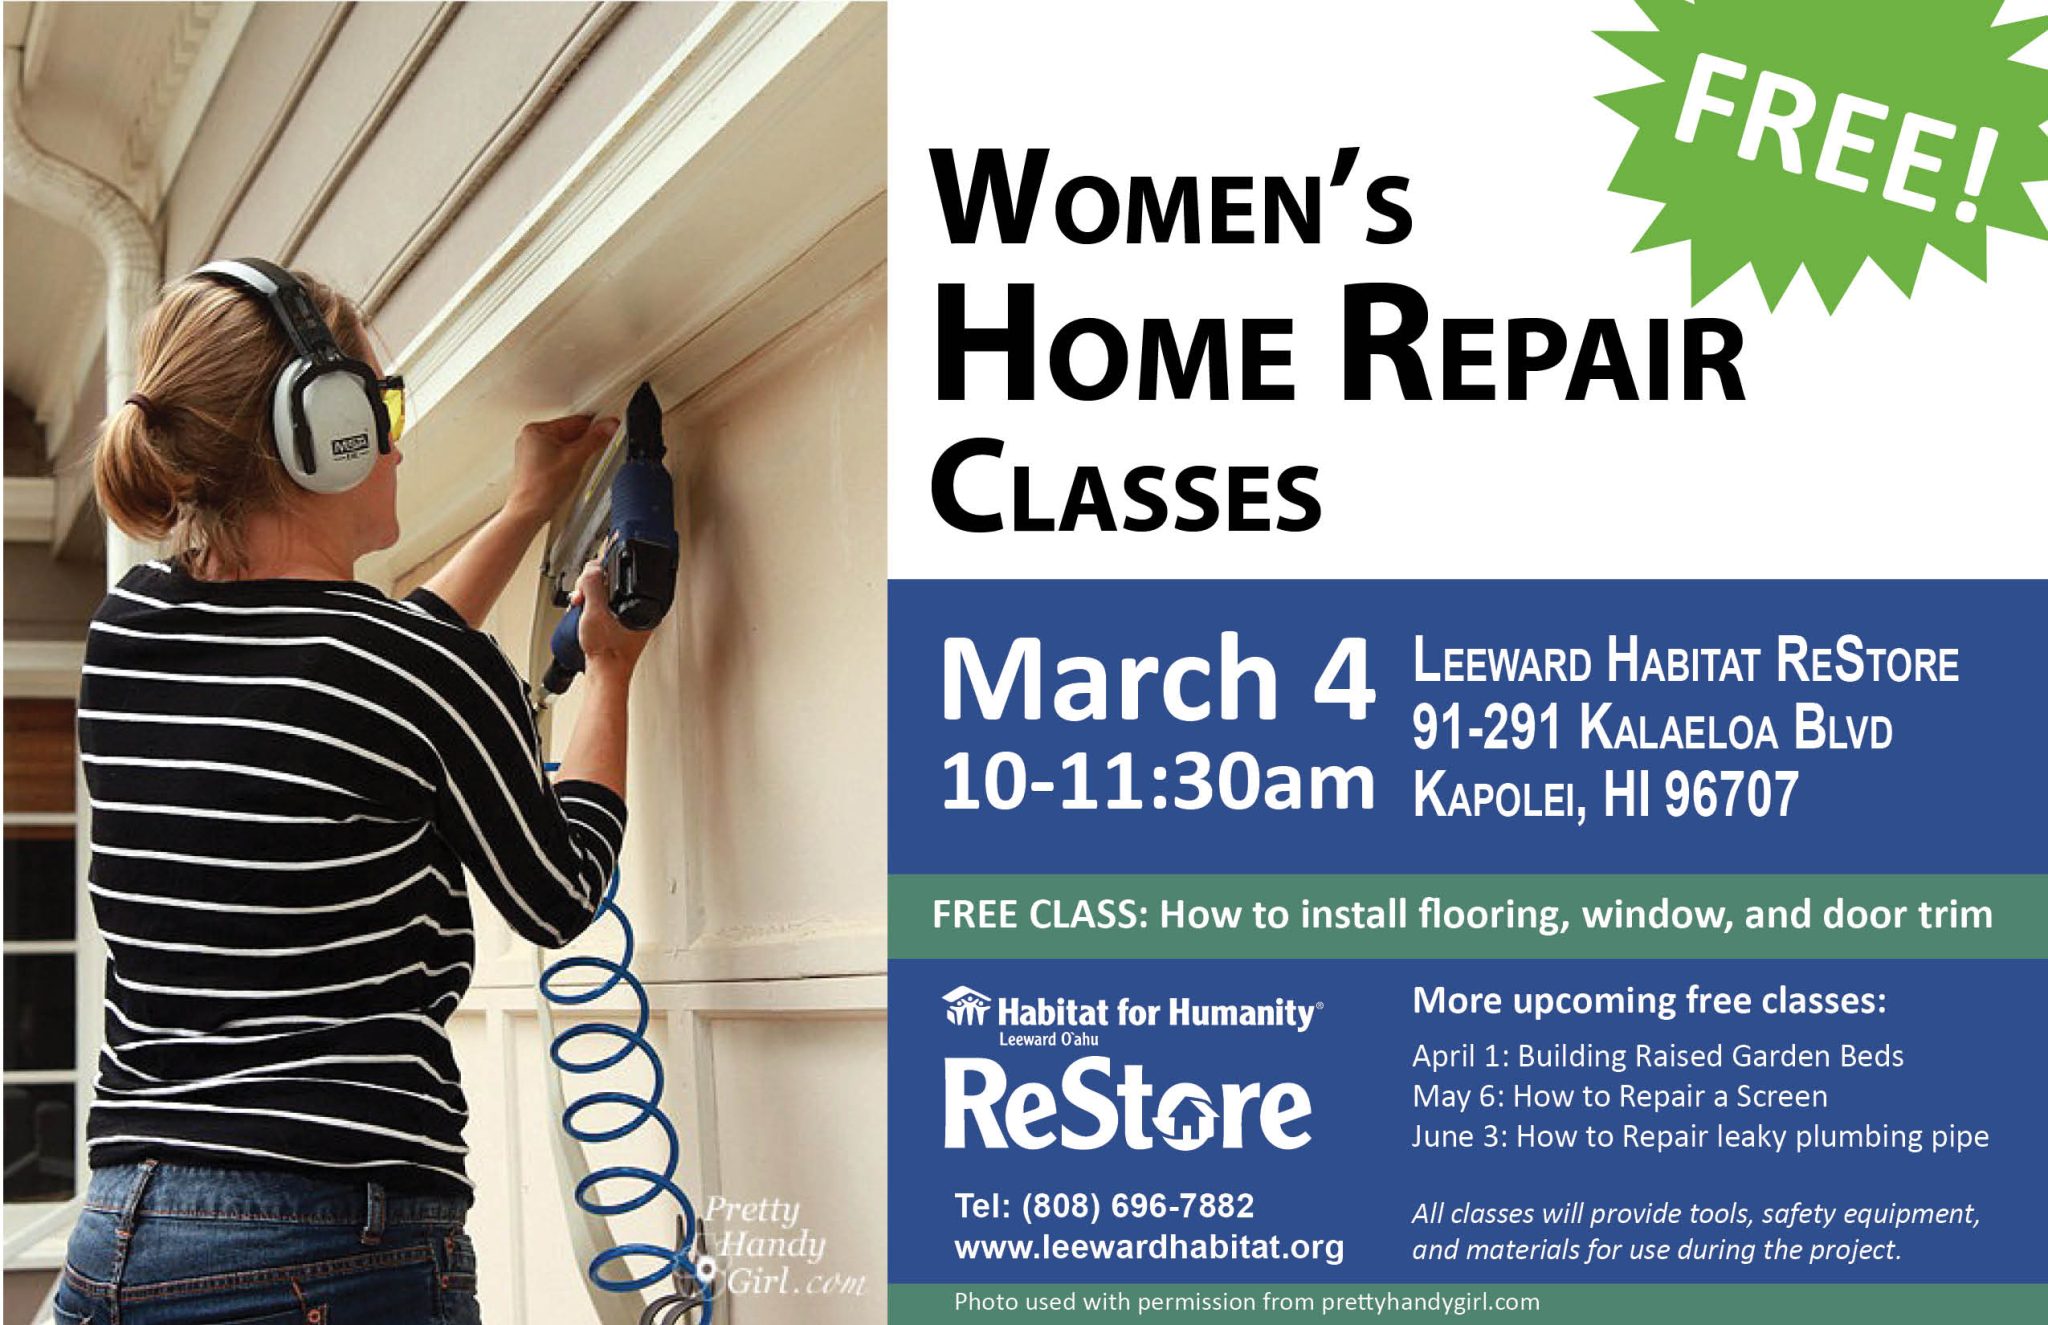 FREE!
WOMEN'S
HOME REPAIR
CLASSES
March 4
10-11:30am
LEEWARD HABITAT RESTORE
91-291 KALAELOA BLVD
KAPOLEI, HI 96707
FREE CLASS: How to install flooring, window, and door trim
Habitat for Humanity®
Leeward O`ahu
ReStore
Tel: (808) 696-7882
www.leewardhabitat.org
More upcoming free classes:
April 1: Building Raised Garden Beds
May 6: How to Repair a Screen
June 3: How to Repair leaky plumbing pipe
All classes will provide tools, safety equipment,
and materials for use during the project.
Photo used with permission from prettyhandygirl.com
Pretty
Handy
Girl.com
MSA